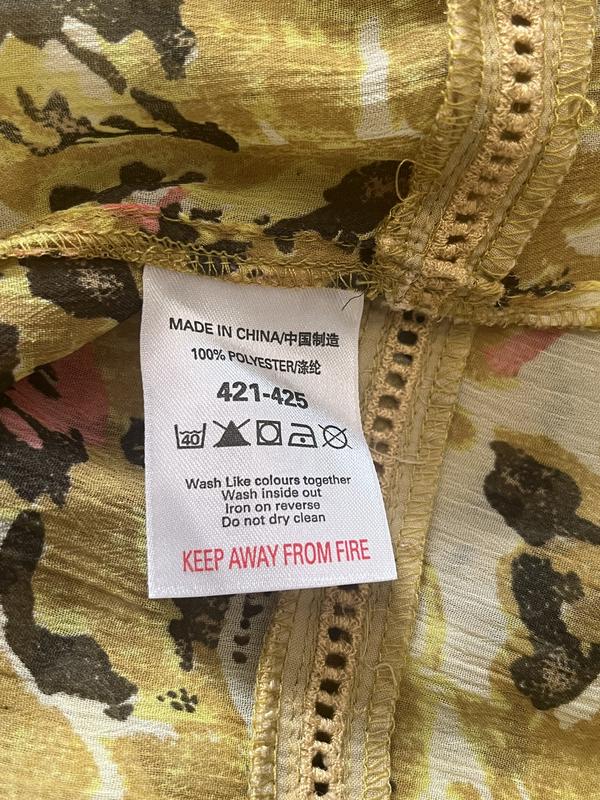 MADE IN CHINA/中国制造
100% POLYESTER/涤纶
421-425
40
Wash Like colours together
Wash inside out
Iron on reverse
Do not dry clean
KEEP AWAY FROM FIRE